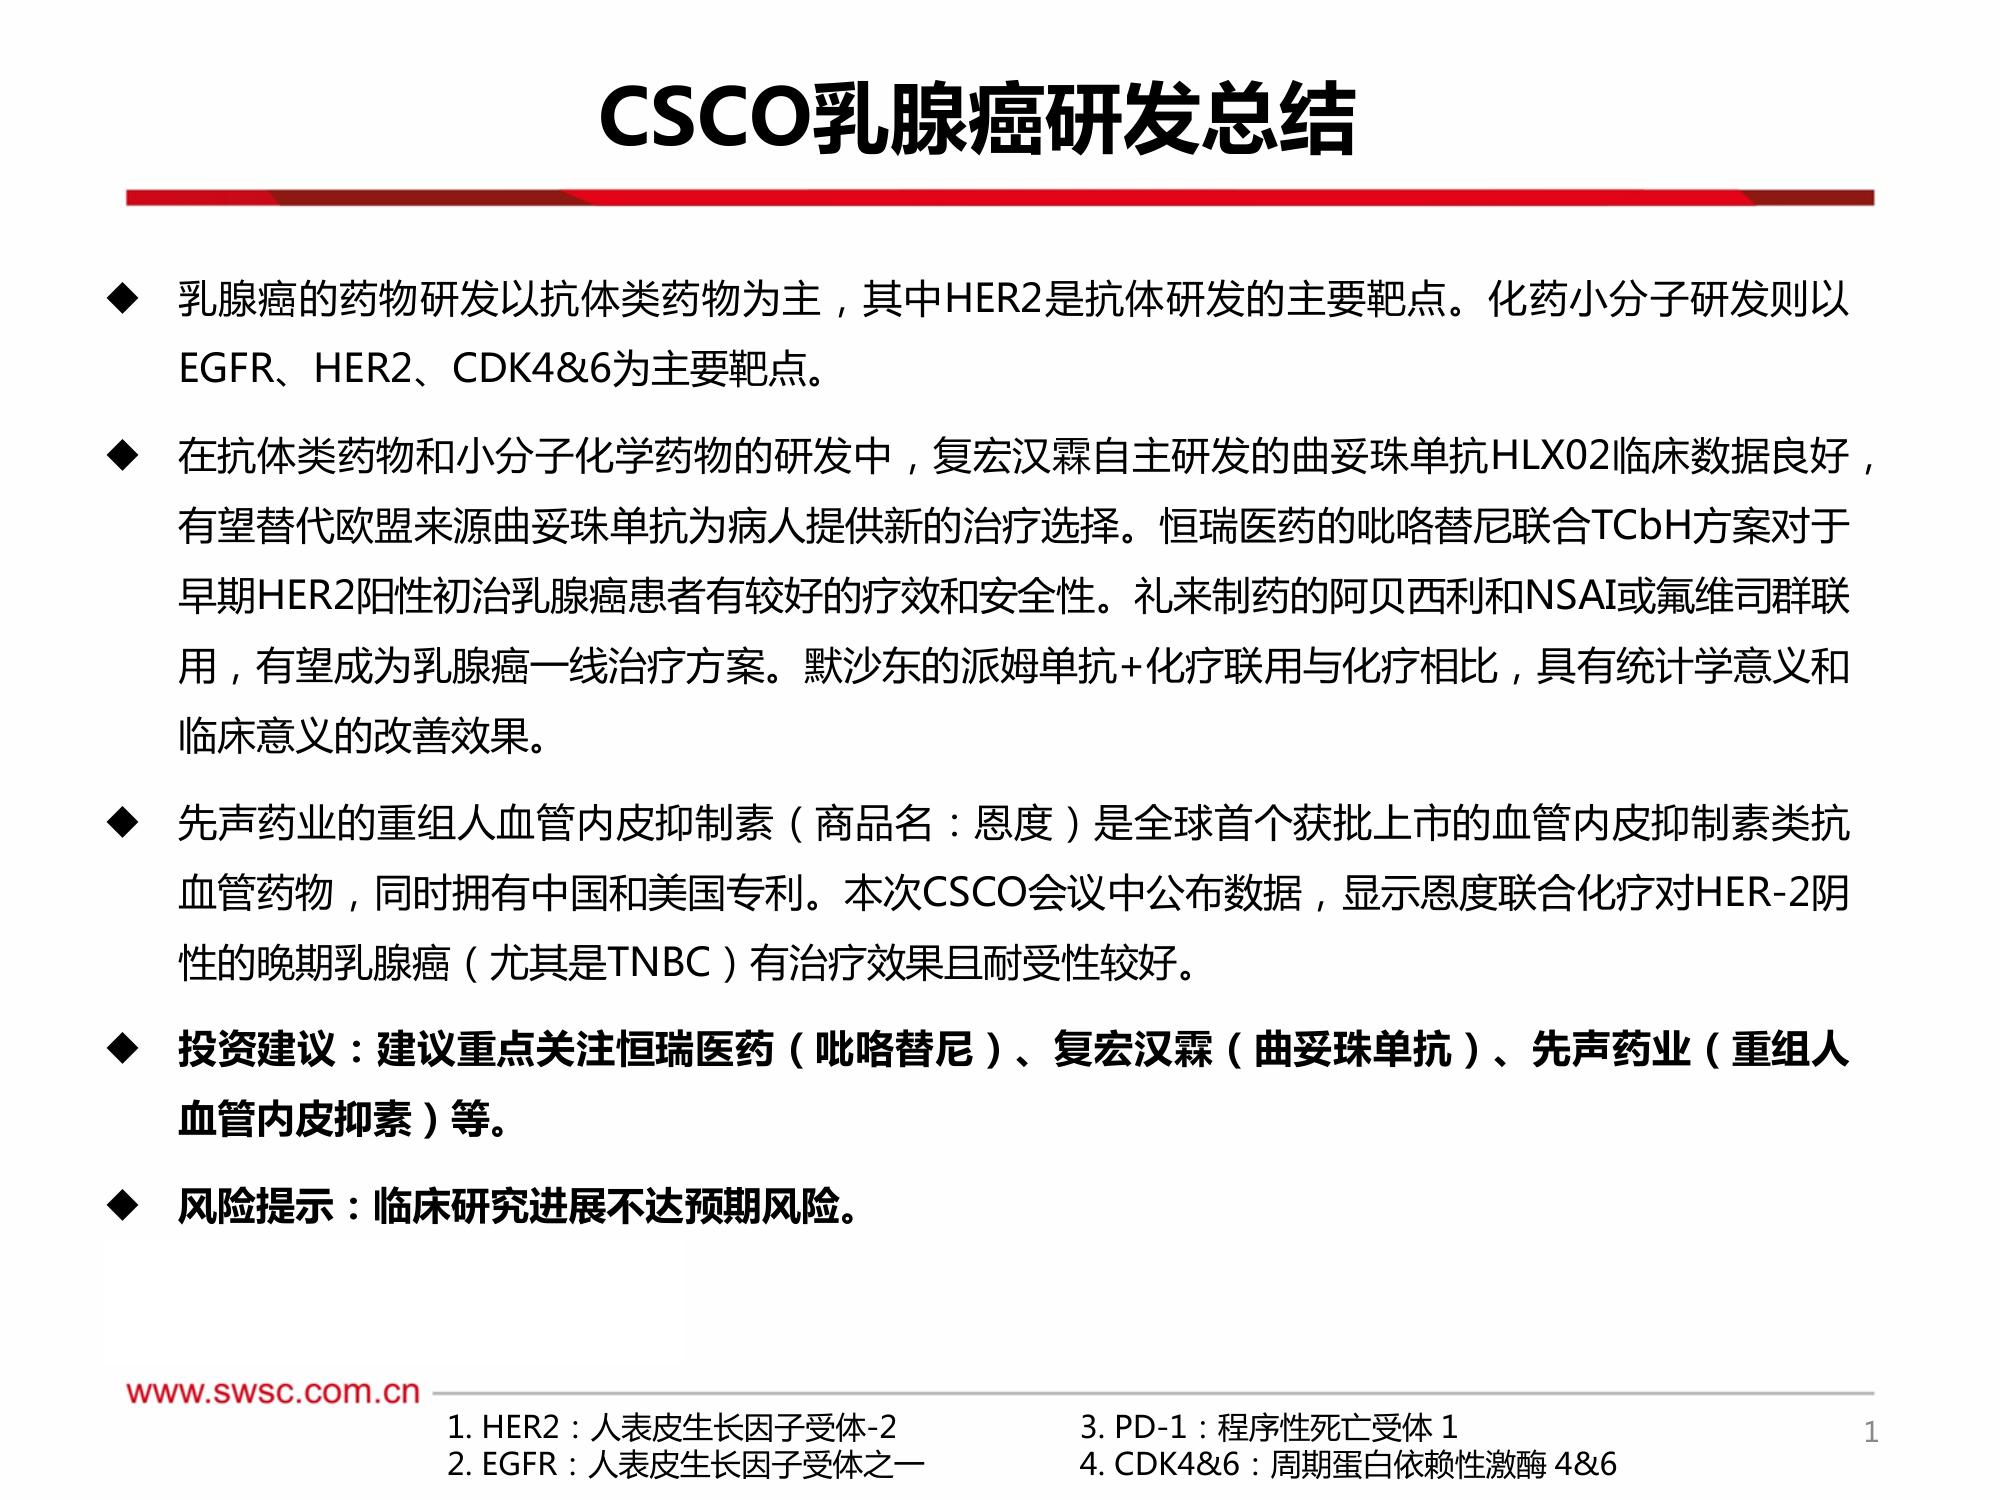 CSCO乳腺癌研发总结
◆ 乳腺癌的药物研发以抗体类药物为主，其中HER2是抗体研发的主要靶点。化药小分子研发则以
EGFR、HER2、CDK4&6为主要靶点。
◆ 在抗体类药物和小分子化学药物的研发中，复宏汉霖自主研发的曲妥珠单抗HLX02临床数据良好，
有望替代欧盟来源曲妥珠单抗为病人提供新的治疗选择。恒瑞医药的吡咯替尼联合TCbH方案对于
早期HER2阳性初治乳腺癌患者有较好的疗效和安全性。礼来制药的阿贝西利和NSAI或氟维司群联
用，有望成为乳腺癌一线治疗方案。默沙东的派姆单抗+化疗联用与化疗相比，具有统计学意义和
临床意义的改善效果。
◆ 先声药业的重组人血管内皮抑制素（商品名：恩度）是全球首个获批上市的血管内皮抑制素类抗
血管药物，同时拥有中国和美国专利。本次CSCO会议中公布数据，显示恩度联合化疗对HER-2阴
性的晚期乳腺癌（尤其是TNBC）有治疗效果且耐受性较好。
◆ 投资建议：建议重点关注恒瑞医药（吡咯替尼）、复宏汉霖（曲妥珠单抗）、先声药业（重组人
血管内皮抑素）等。
◆ 风险提示：临床研究进展不达预期风险。
www.swsc.com.cn
1. HER2：人表皮生长因子受体-2
2. EGFR：人表皮生长因子受体之一
3. PD-1：程序性死亡受体 1
4. CDK4&6：周期蛋白依赖性激酶 4&6
1